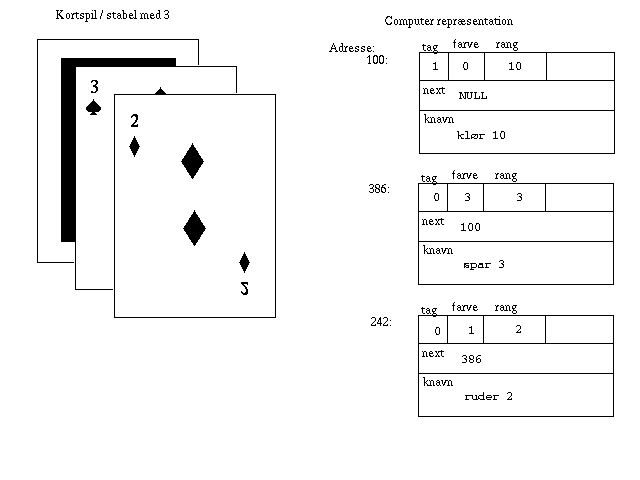 Kortspil / stabel med 3
3
2
2
Computer repræsentation
Adresse:
100:
tag farve rang
1 0 10
next NULL
knavn
klør 10
386:
tag farve rang
0 3 3
next 100
knavn
spar 3
242:
tag farve rang
0 1 2
next 386
knavn
ruder 2